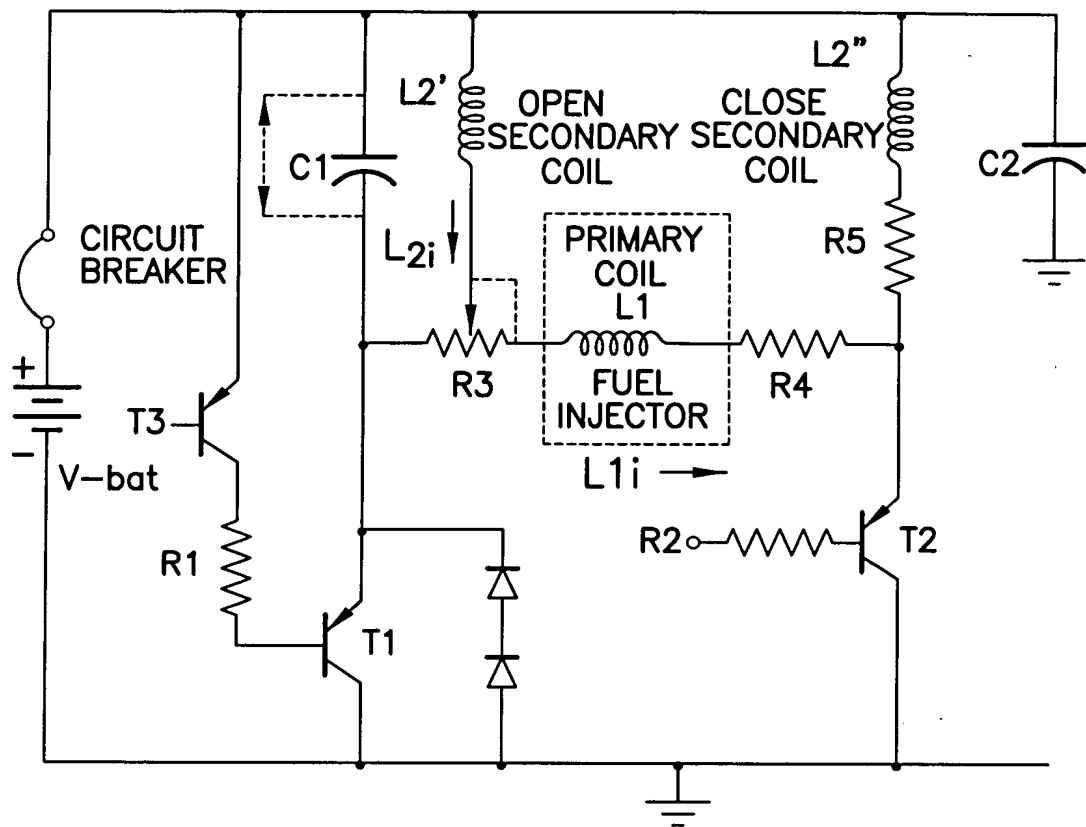 L2'
OPEN
SECONDARY
COIL
L2"
CLOSE
SECONDARY
COIL
C1
C2
CIRCUIT
BREAKER
L2i
PRIMARY
COIL
L1
FUEL
INJECTOR
R5
R3
R4
+
-
V-bat
T3
L1i
R1
R2
T2
T1